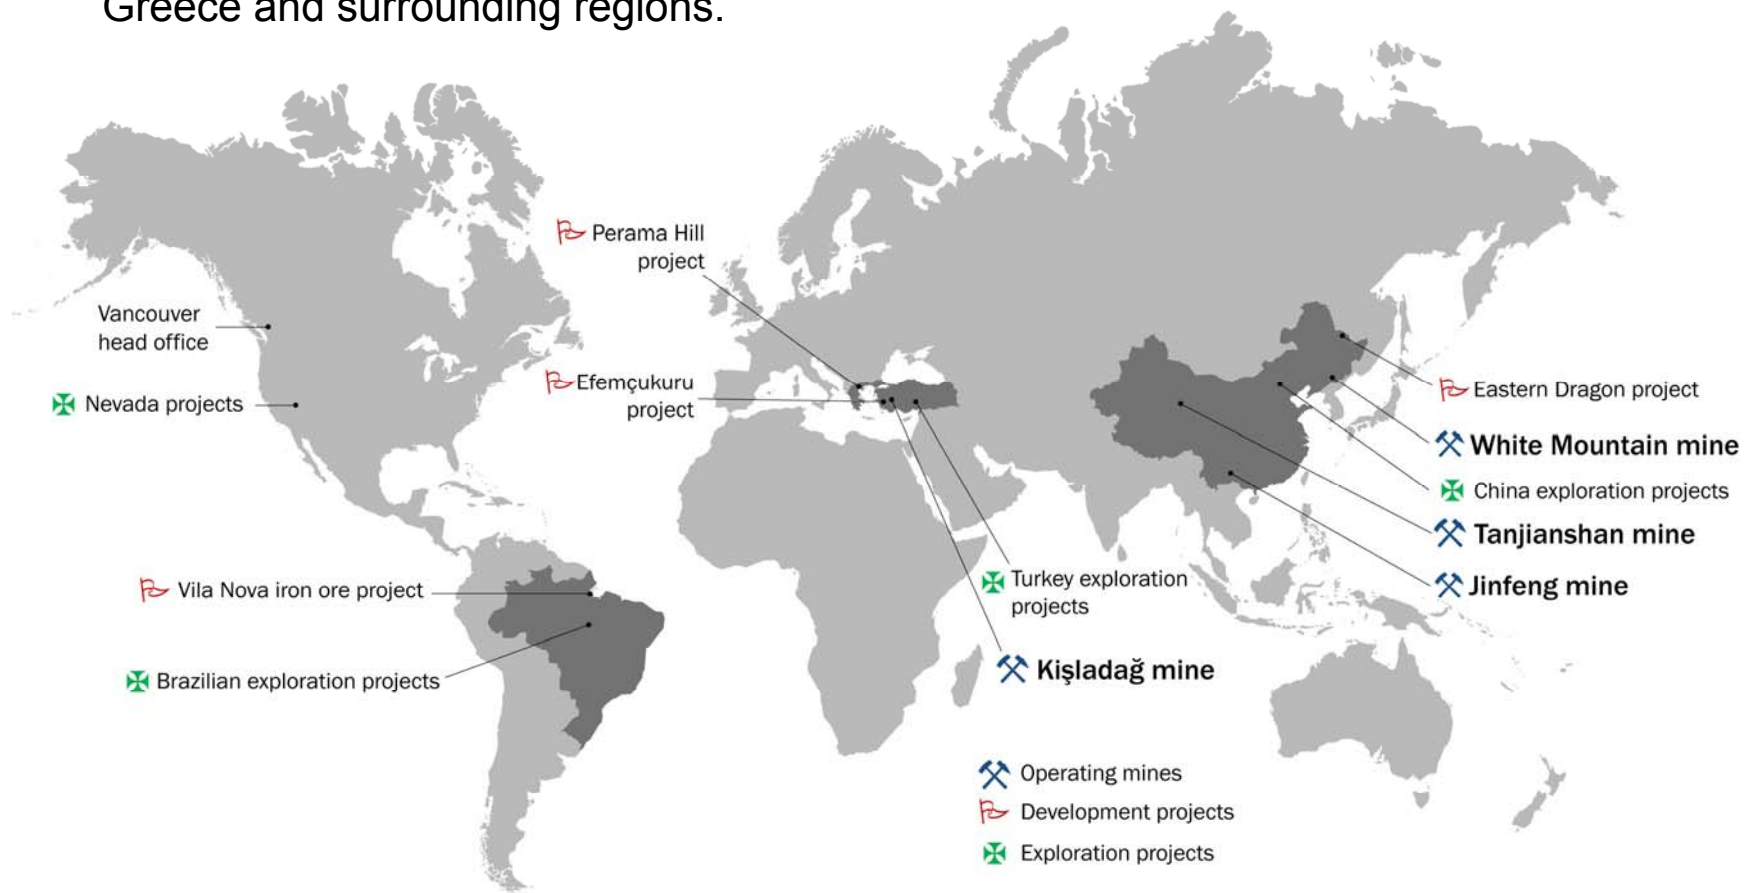 Greece and surrounding regions.
Perama Hill
project
Vancouver
head office
Efemçukuru
project
Nevada projects
Eastern Dragon project
White Mountain mine
China exploration projects
Tanjianshan mine
Jinfeng mine
Turkey exploration
projects
Vila Nova iron ore project
Kişladağ mine
Brazilian exploration projects
Operating mines
Development projects
Exploration projects